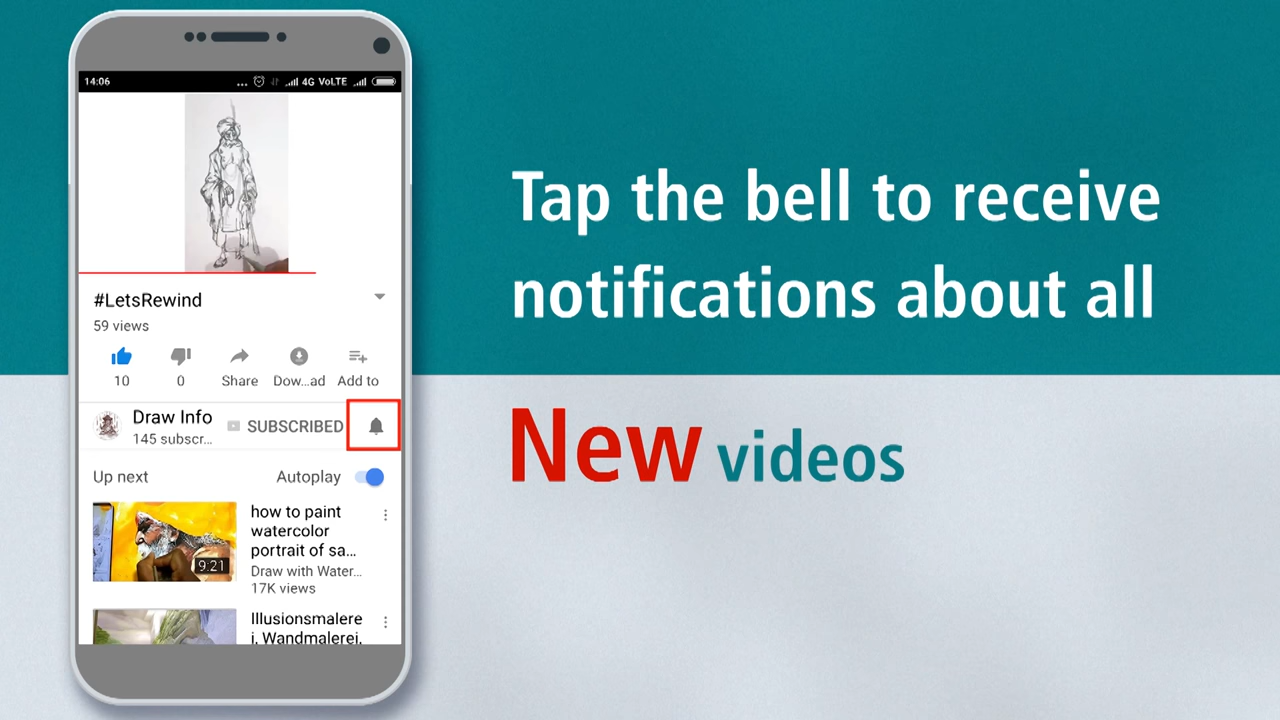 14:06
... 4G VoLTE
#LetsRewind
59 views
10
0
Share
Dow...ad
Add to
Draw Info
SUBSCRIBED
145 subscr...
Up next
Autoplay
how to paint
watercolor
portrait of sa...
9:21
Draw with Water...
17K views
Illusionsmalere
i, Wandmalerei,
Tap the bell to receive
notifications about all
New videos